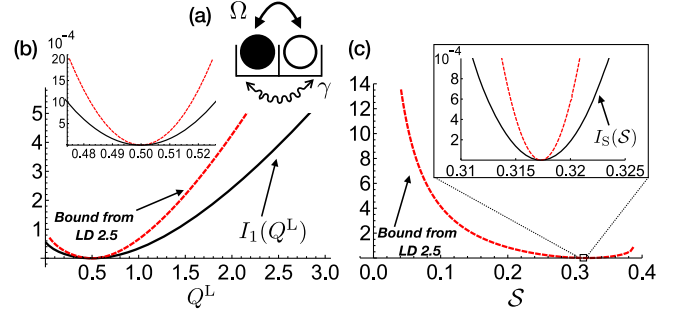 (a)
Ω
γ
(b)
10⁻⁴
20
15
10
5
0.48 0.49 0.50 0.51 0.52
5
4
3
2
1
Bound from
LD 2.5
I₁(Qᴸ)
0.5 1.0 1.5 2.0 2.5 3.0
Qᴸ
(c)
14
12
10
8
6
4
2
10⁻⁴
8
6
4
2
I_S(𝒮)
0.310 0.315 0.32 0.325
Bound from
LD 2.5
0.0 0.1 0.2 0.3 0.4
𝒮